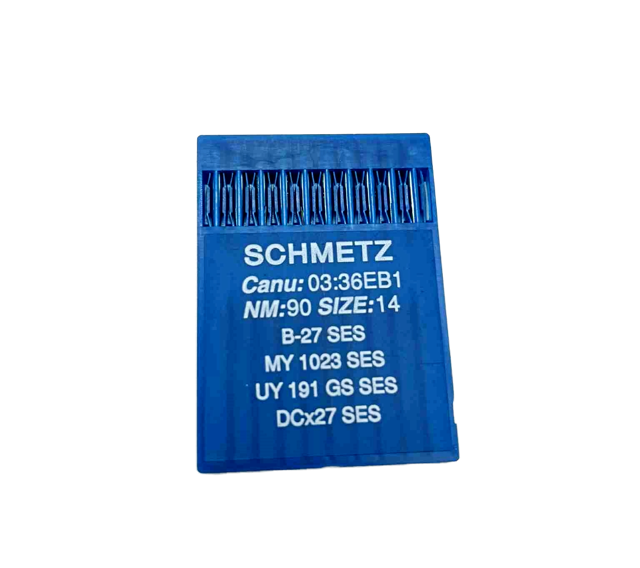 SCHMETZ
Canu: 03:36EB1
NM:90 SIZE:14
B-27 SES
MY 1023 SES
UY 191 GS SES
DCx27 SES